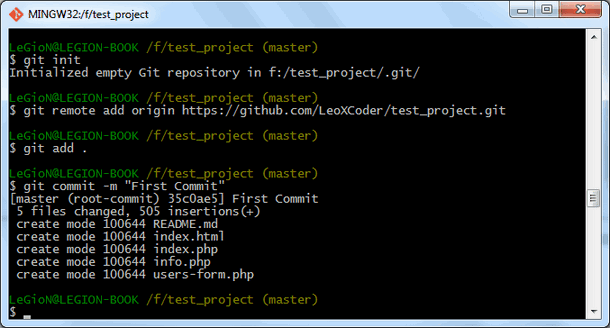 MINGW32:/f/test_project
LeGioN@LEGION-BOOK /f/test_project (master)
$ git init
Initialized empty Git repository in f:/test_project/.git/
LeGioN@LEGION-BOOK /f/test_project (master)
$ git remote add origin https://github.com/LeoXCoder/test_project.git
LeGioN@LEGION-BOOK /f/test_project (master)
$ git add .
LeGioN@LEGION-BOOK /f/test_project (master)
$ git commit -m "First Commit"
[master (root-commit) 35c0ae5] First Commit
 5 files changed, 505 insertions(+)
 create mode 100644 README.md
 create mode 100644 index.html
 create mode 100644 index.php
 create mode 100644 info.php
 create mode 100644 users-form.php
LeGioN@LEGION-BOOK /f/test_project (master)
$ _